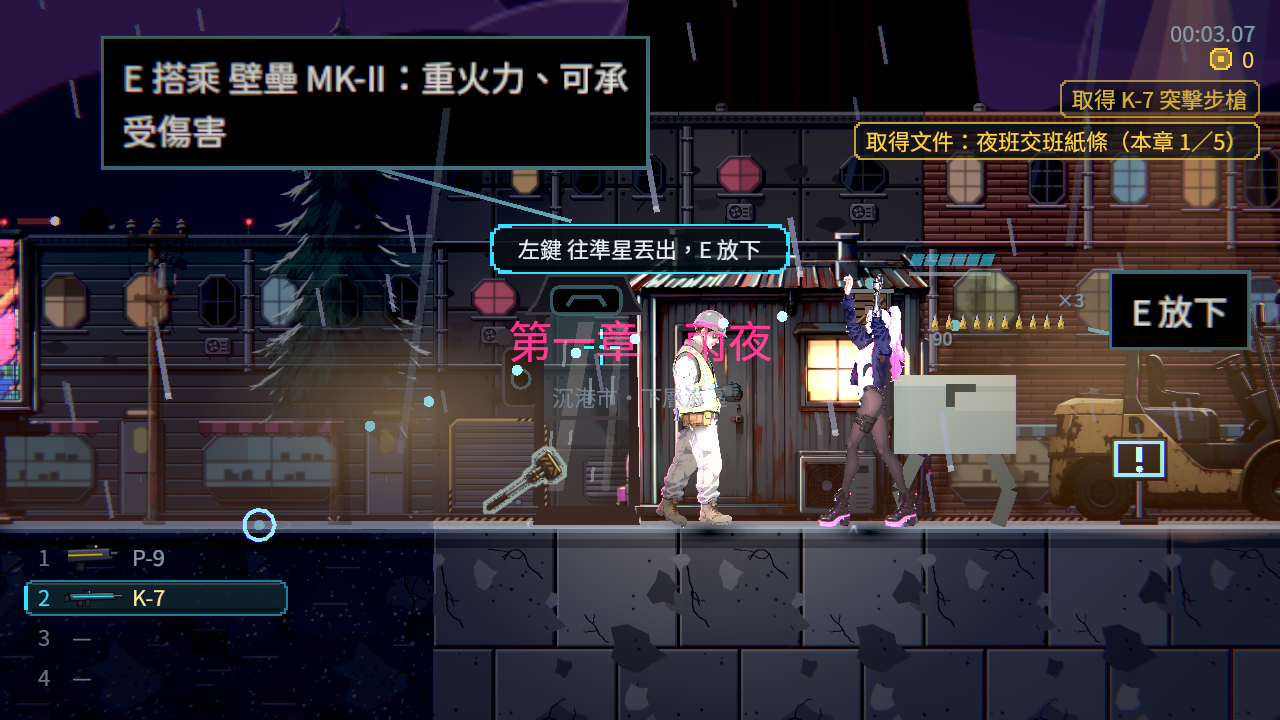 E 搭乘 壁壘 MK-II：重火力、可承
受傷害
00:03.07
0
取得 K-7 突擊步槍
取得文件：夜班交班紙條（本章 1／5）
左鍵 往準星丟出，E 放下
×3
E 放下
90
第一章
雨夜
沉港市・下層
!
1 P-9
2 K-7
3 —
4 —